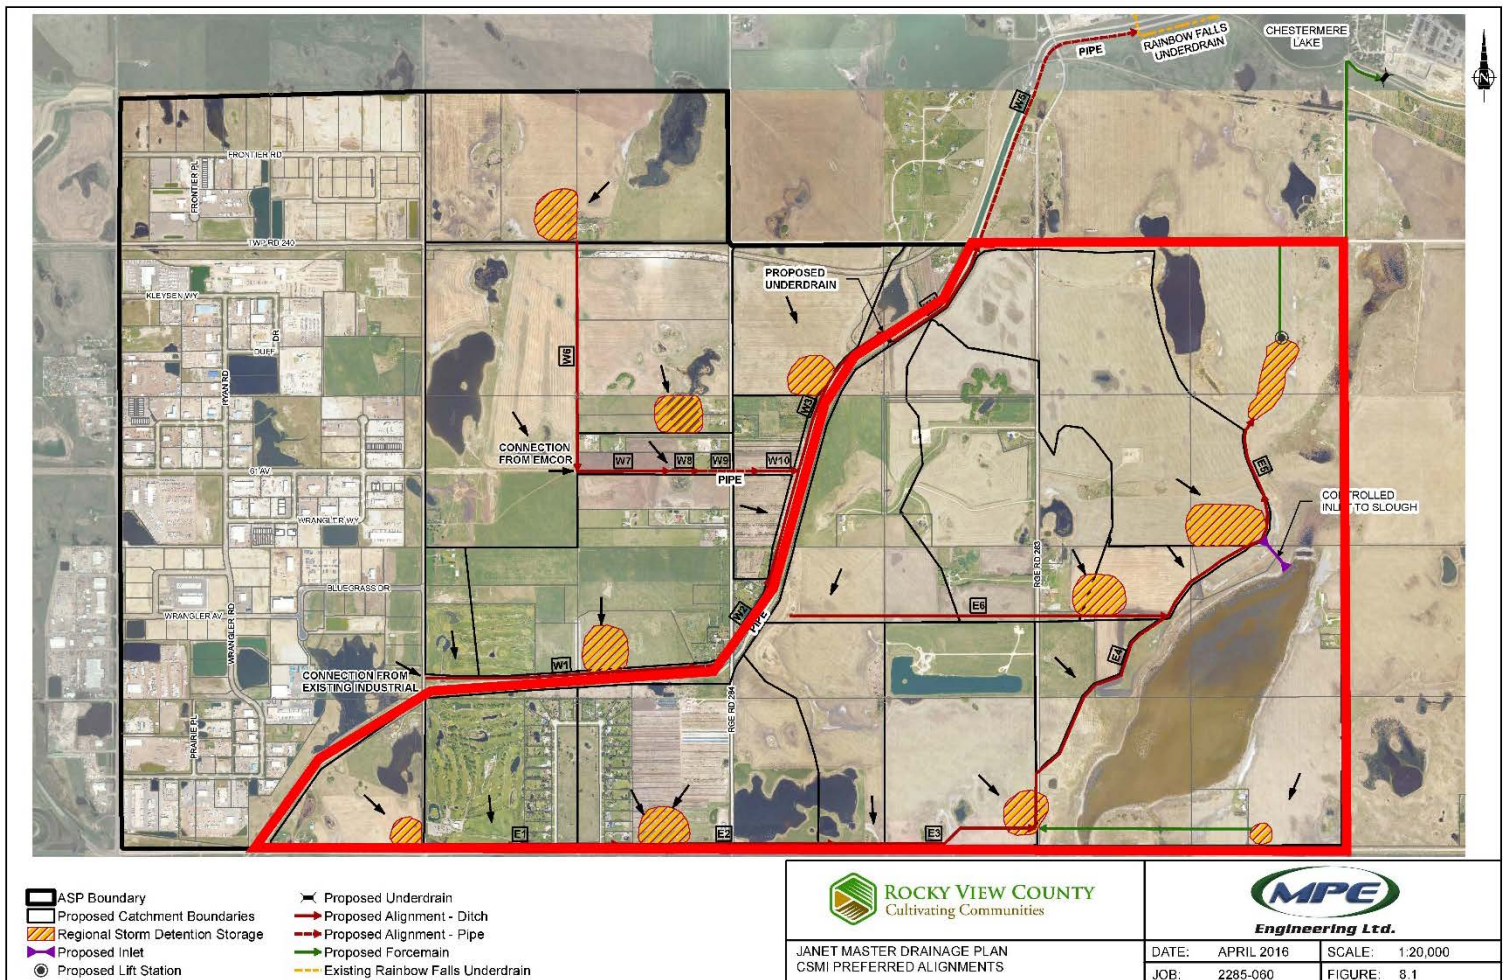 CHESTERMERE
LAKE
RAINBOW FALLS
UNDERDRAIN
PIPE
N
W5
FRONTIER RD
FRONTIER PL
TWP RD 240
KLEYSEN WY
DUFF
DR
RYAN RD
PROPOSED
UNDERDRAIN
W6
W3
CONNECTION
FROM EMCOR
W7
W8
W9
W10
PIPE
61 AV
WRANGLER WY
E5
CONTROLLED
INLET TO SLOUGH
RGE RD 283
BLUEGRASS DR
WRANGLER AV
WRANGLER RD
W2
PIPE
E6
E4
W1
CONNECTION FROM
EXISTING INDUSTRIAL
RGE RD 284
PRAIRIE PL
E1
E2
E3
ASP Boundary
Proposed Catchment Boundaries
Regional Storm Detention Storage
Proposed Inlet
Proposed Lift Station
Proposed Underdrain
Proposed Alignment - Ditch
Proposed Alignment - Pipe
Proposed Forcemain
Existing Rainbow Falls Underdrain
ROCKY VIEW COUNTY
Cultivating Communities
JANET MASTER DRAINAGE PLAN
CSMI PREFERRED ALIGNMENTS
MPE
Engineering Ltd.
DATE: APRIL 2016
SCALE: 1:20,000
JOB: 2285-060
FIGURE: 8.1